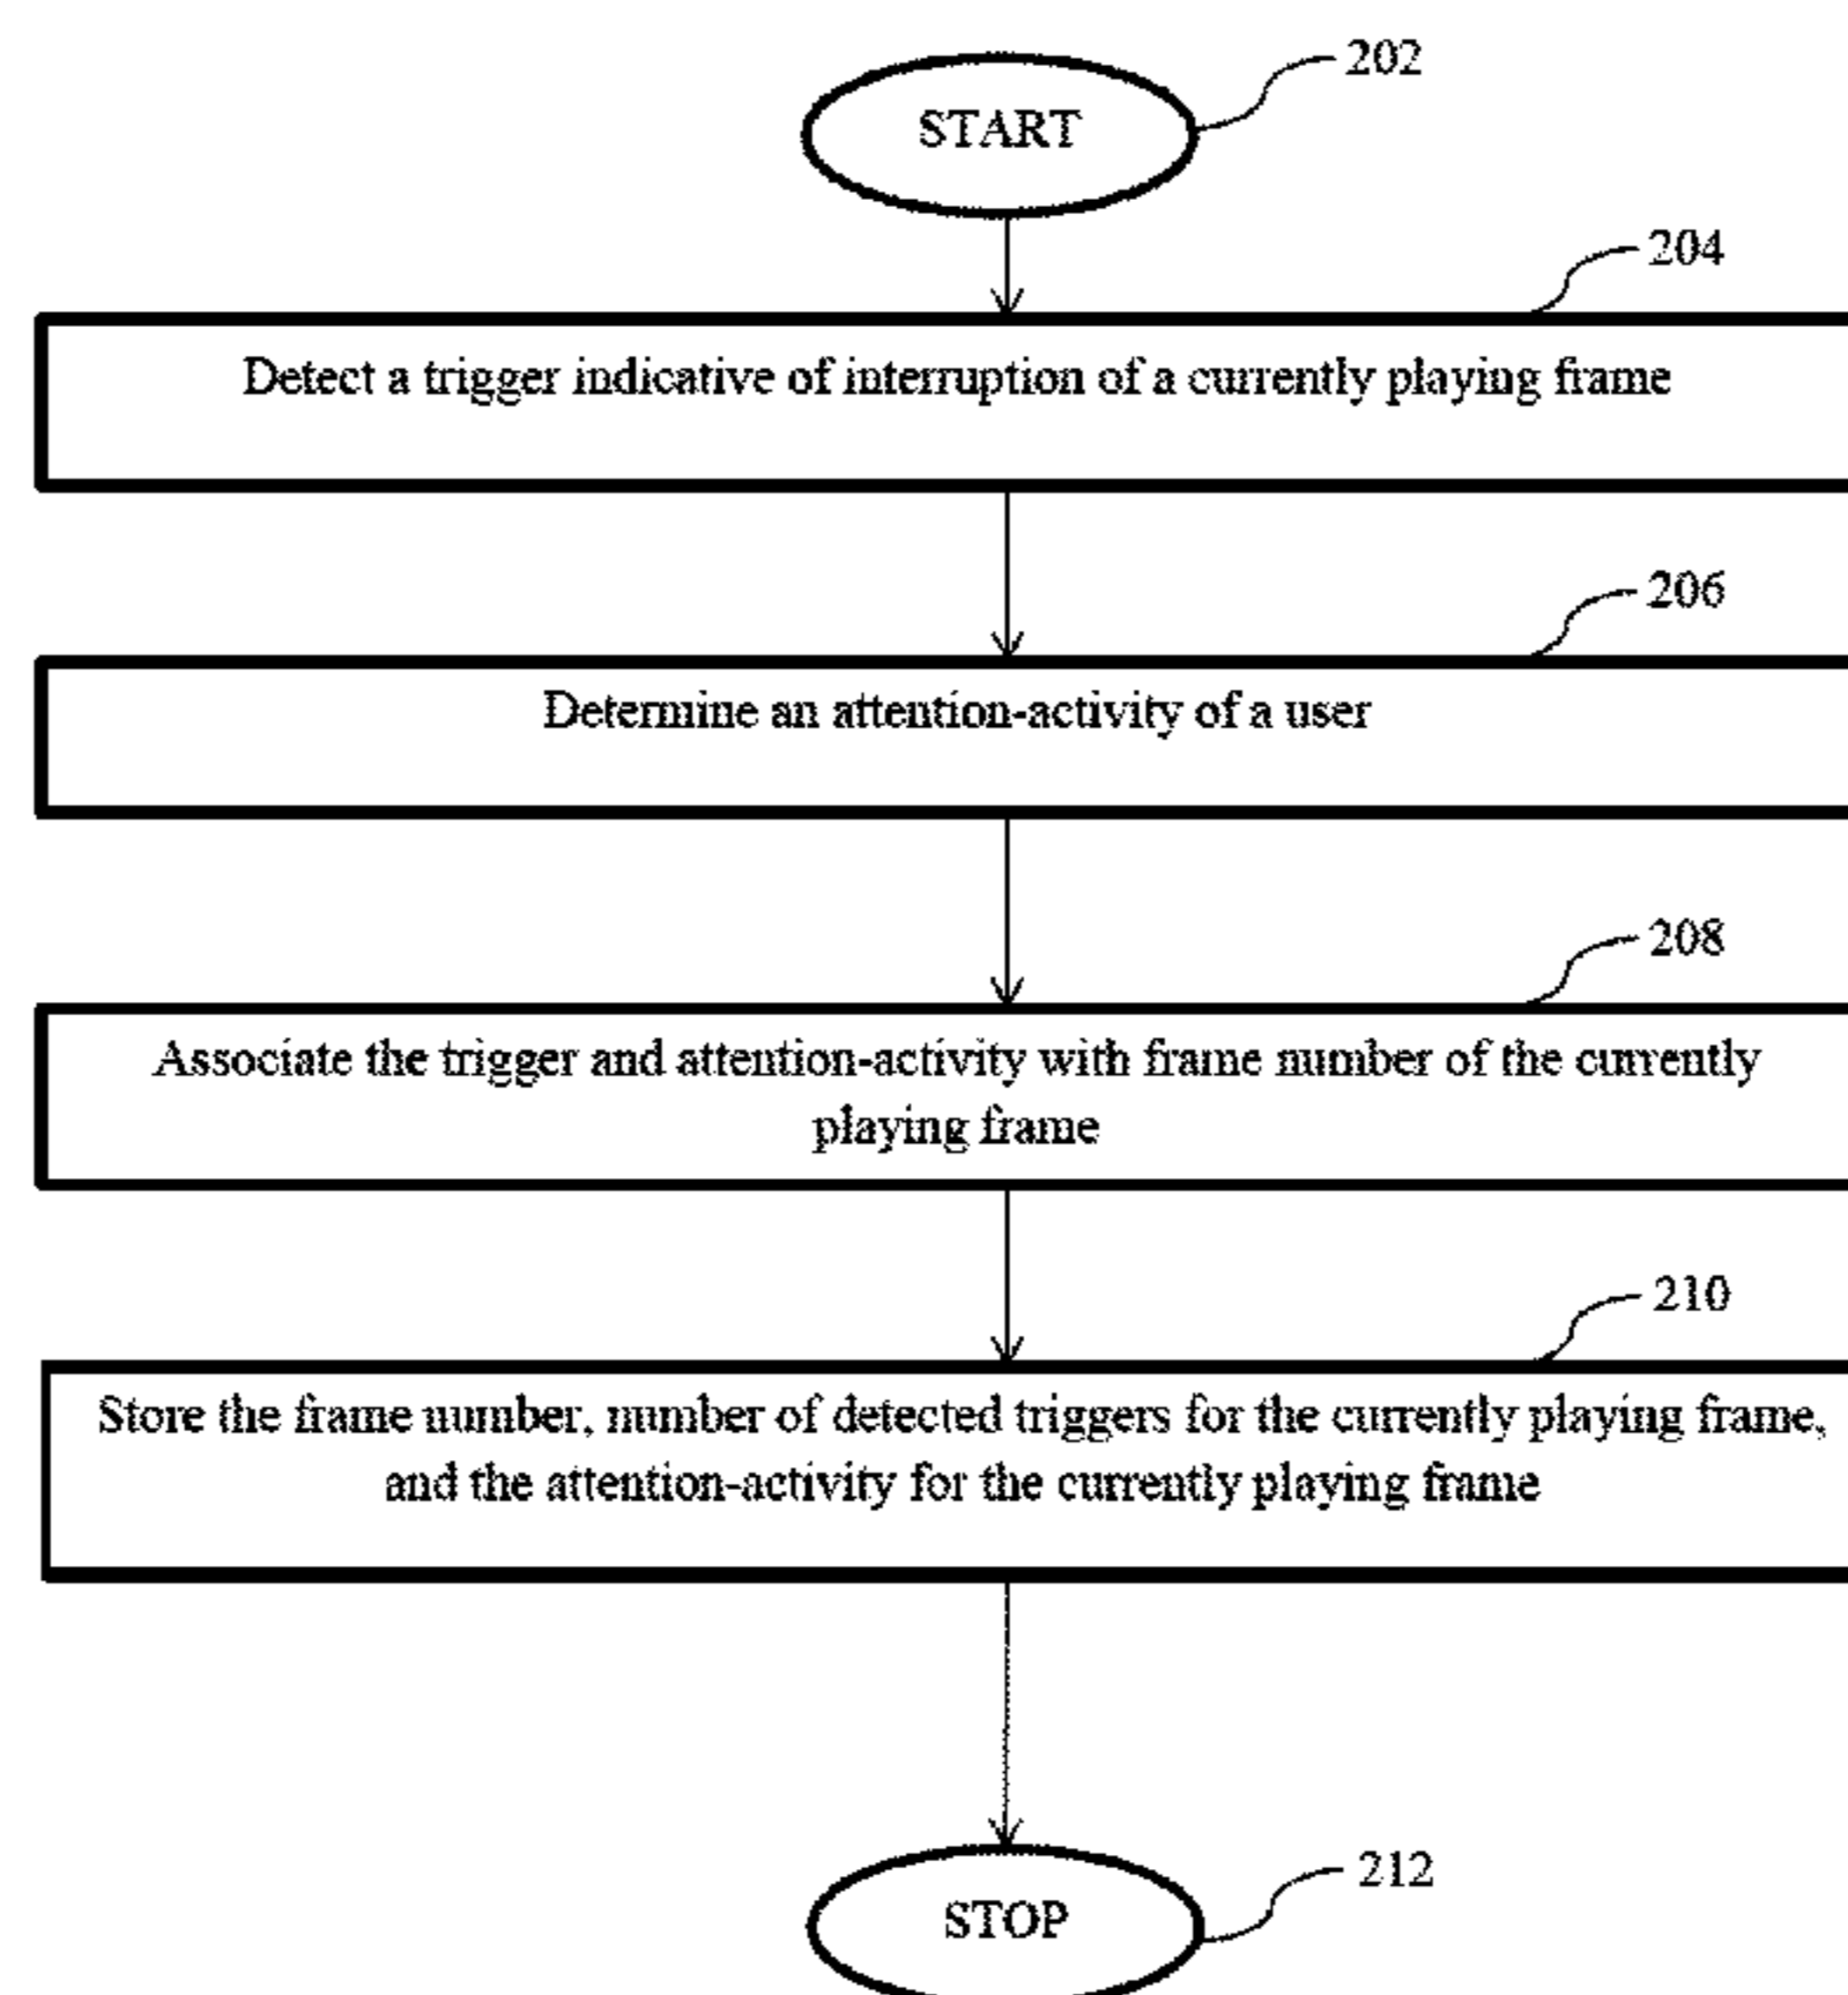 202
START
204
Detect a trigger indicative of interruption of a currently playing frame
206
Determine an attention-activity of a user
208
Associate the trigger and attention-activity with frame number of the currently
playing frame
210
Store the frame number, number of detected triggers for the currently playing frame,
and the attention-activity for the currently playing frame
212
STOP